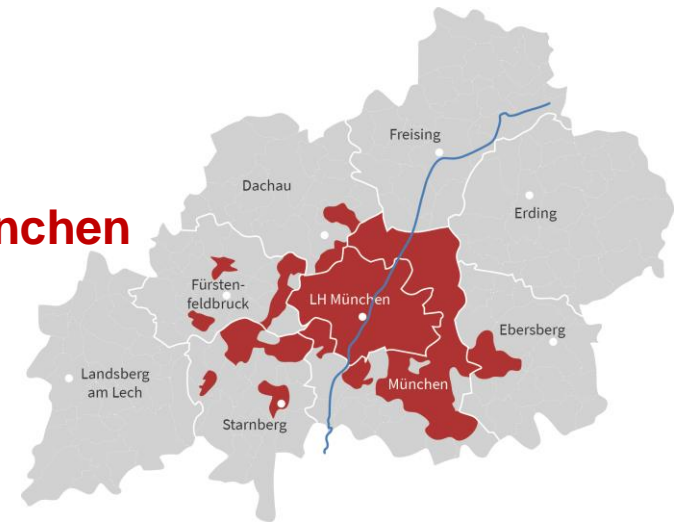 Freising
Dachau
Erding
nchen
Fürsten-
feldbruck
LH München
Ebersberg
Landsberg
am Lech
München
Starnberg